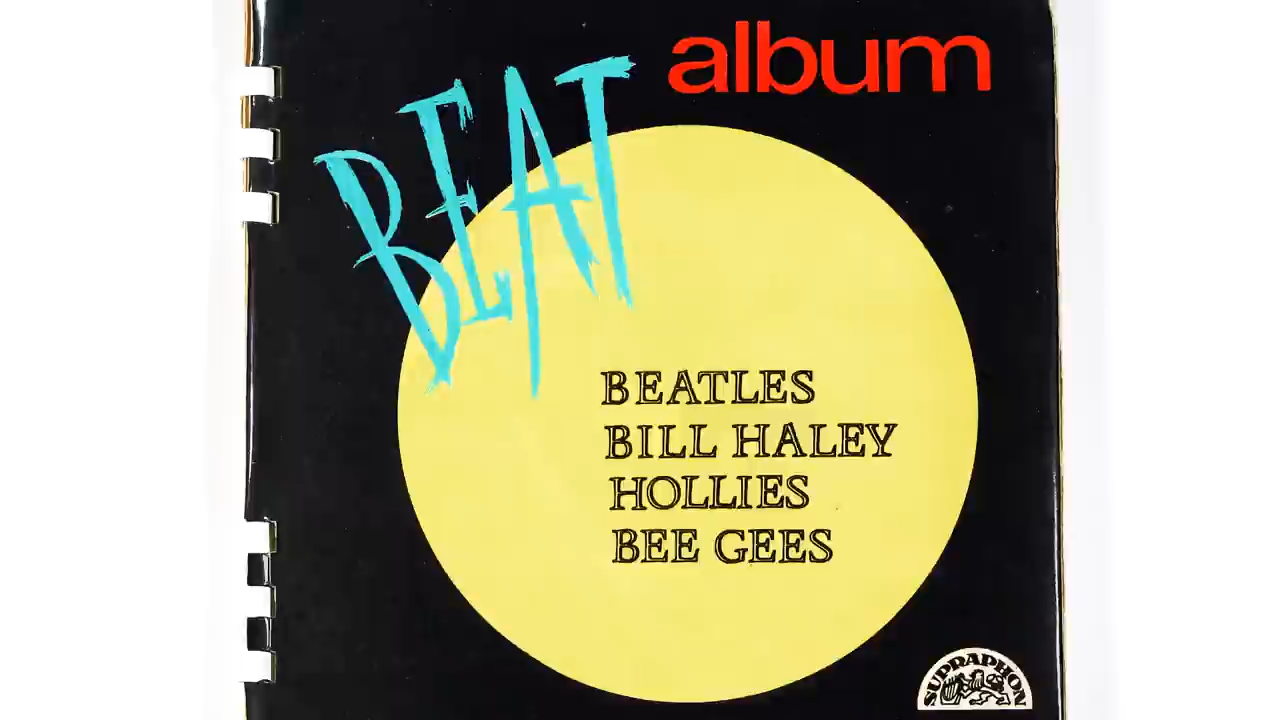 album
BEAT
BEATLES
BILL HALEY
HOLLIES
BEE GEES
SUPRAPHON